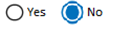 Yes No